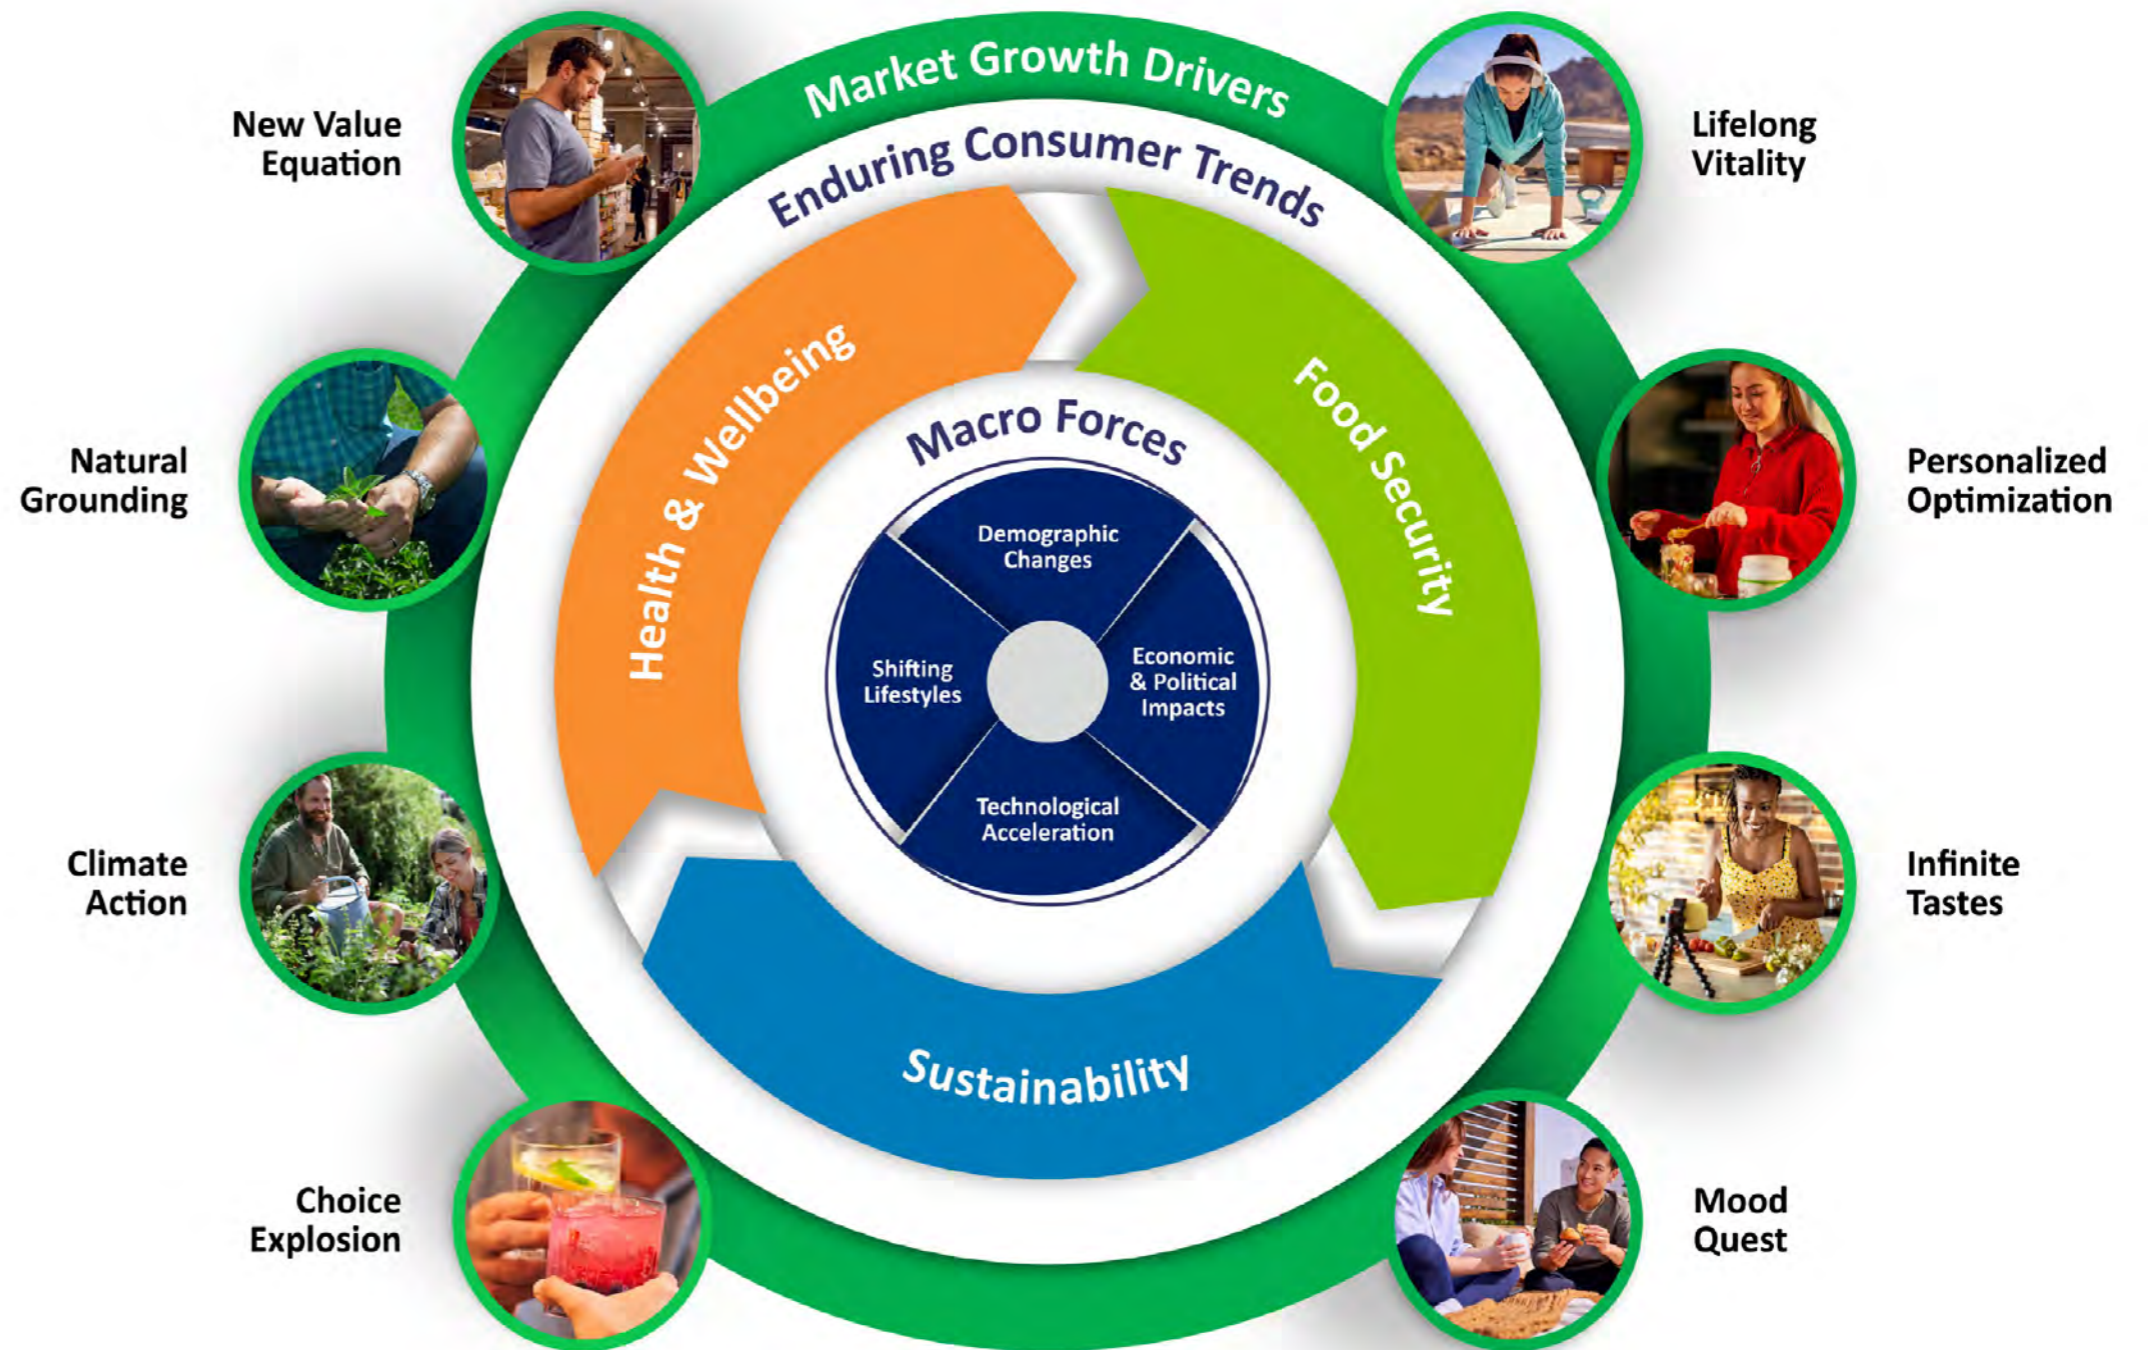 Market Growth Drivers
Enduring Consumer Trends
Health & Wellbeing
Food Security
Sustainability
Macro Forces
Demographic
Changes
Economic
& Political
Impacts
Technological
Acceleration
Shifting
Lifestyles
New Value
Equation
Natural
Grounding
Climate
Action
Choice
Explosion
Lifelong
Vitality
Personalized
Optimization
Infinite
Tastes
Mood
Quest